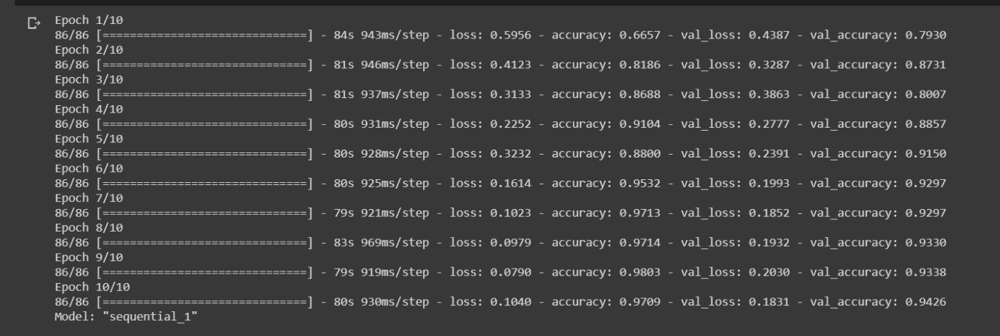 Epoch 1/10
86/86 [==============================] - 84s 943ms/step - loss: 0.5956 - accuracy: 0.6657 - val_loss: 0.4387 - val_accuracy: 0.7930
Epoch 2/10
86/86 [==============================] - 81s 946ms/step - loss: 0.4123 - accuracy: 0.8186 - val_loss: 0.3287 - val_accuracy: 0.8731
Epoch 3/10
86/86 [==============================] - 81s 937ms/step - loss: 0.3133 - accuracy: 0.8688 - val_loss: 0.3863 - val_accuracy: 0.8007
Epoch 4/10
86/86 [==============================] - 80s 931ms/step - loss: 0.2252 - accuracy: 0.9104 - val_loss: 0.2777 - val_accuracy: 0.8857
Epoch 5/10
86/86 [==============================] - 80s 928ms/step - loss: 0.3232 - accuracy: 0.8800 - val_loss: 0.2391 - val_accuracy: 0.9150
Epoch 6/10
86/86 [==============================] - 80s 925ms/step - loss: 0.1614 - accuracy: 0.9532 - val_loss: 0.1993 - val_accuracy: 0.9297
Epoch 7/10
86/86 [==============================] - 79s 921ms/step - loss: 0.1023 - accuracy: 0.9713 - val_loss: 0.1852 - val_accuracy: 0.9297
Epoch 8/10
86/86 [==============================] - 83s 969ms/step - loss: 0.0979 - accuracy: 0.9714 - val_loss: 0.1932 - val_accuracy: 0.9330
Epoch 9/10
86/86 [==============================] - 79s 919ms/step - loss: 0.0790 - accuracy: 0.9803 - val_loss: 0.2030 - val_accuracy: 0.9338
Epoch 10/10
86/86 [==============================] - 80s 930ms/step - loss: 0.1040 - accuracy: 0.9709 - val_loss: 0.1831 - val_accuracy: 0.9426
Model: "sequential_1"